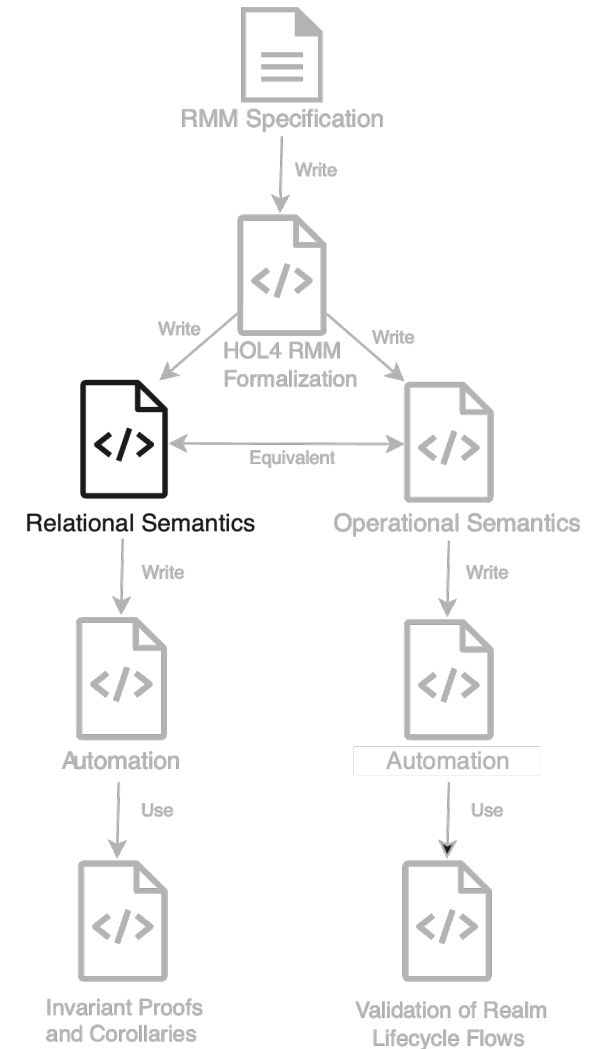 RMM Specification
Write
</>
Write
Write
HOL4 RMM
Formalization
</>
Equivalent
</>
Relational Semantics
Operational Semantics
Write
Write
</>
</>
Automation
Automation
Use
Use
</>
</>
Invariant Proofs
and Corollaries
Validation of Realm
Lifecycle Flows